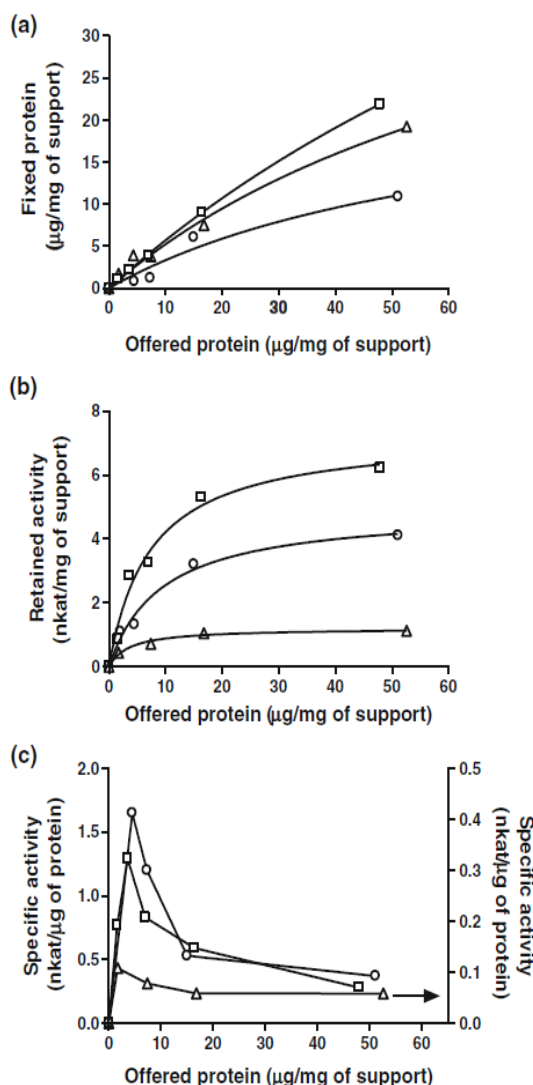 (a)
30
25
20
15
10
5
0
Fixed protein
(μg/mg of support)
0 10 20 30 40 50 60
Offered protein (μg/mg of support)
(b)
8
6
4
2
0
Retained activity
(nkat/mg of support)
0 10 20 30 40 50 60
Offered protein (μg/mg of support)
(c)
2.0
1.5
1.0
0.5
0.0
Specific activity
(nkat/μg of protein)
0.5
0.4
0.3
0.2
0.1
0.0
Specific activity
(nkat/μg of protein)
0 10 20 30 40 50 60
Offered protein (μg/mg of support)